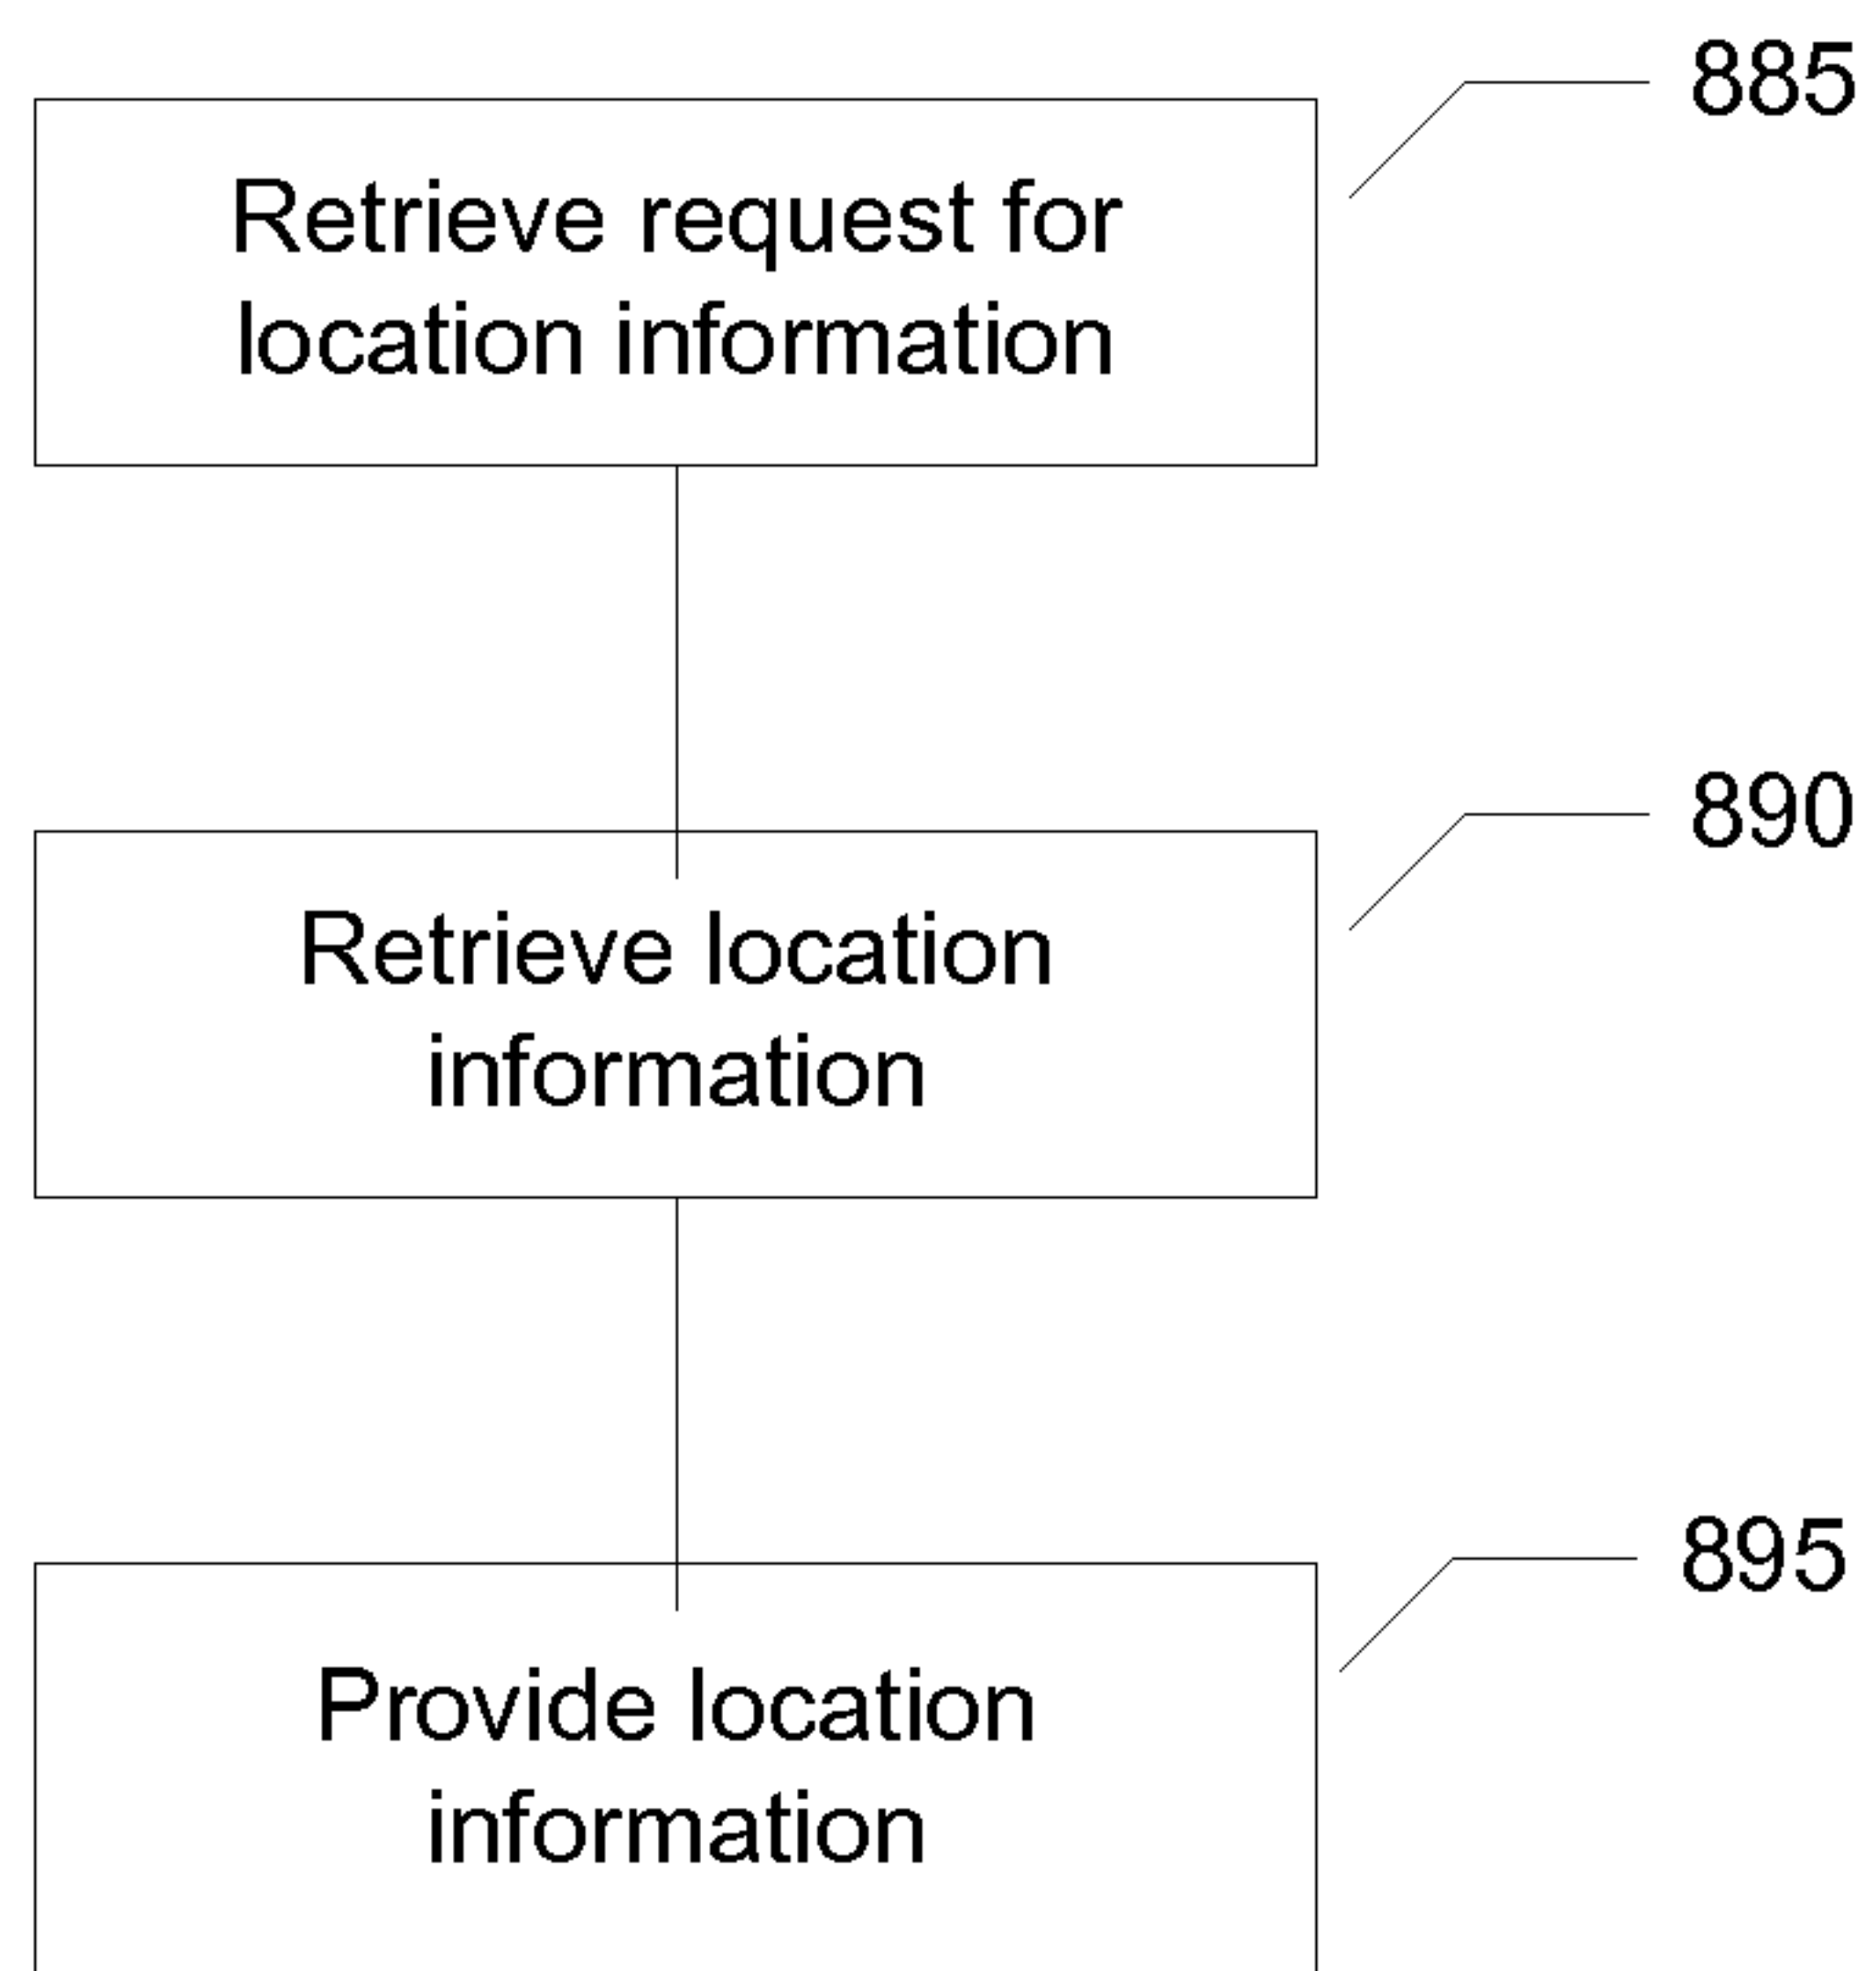 885
Retrieve request for
location information
890
Retrieve location
information
895
Provide location
information